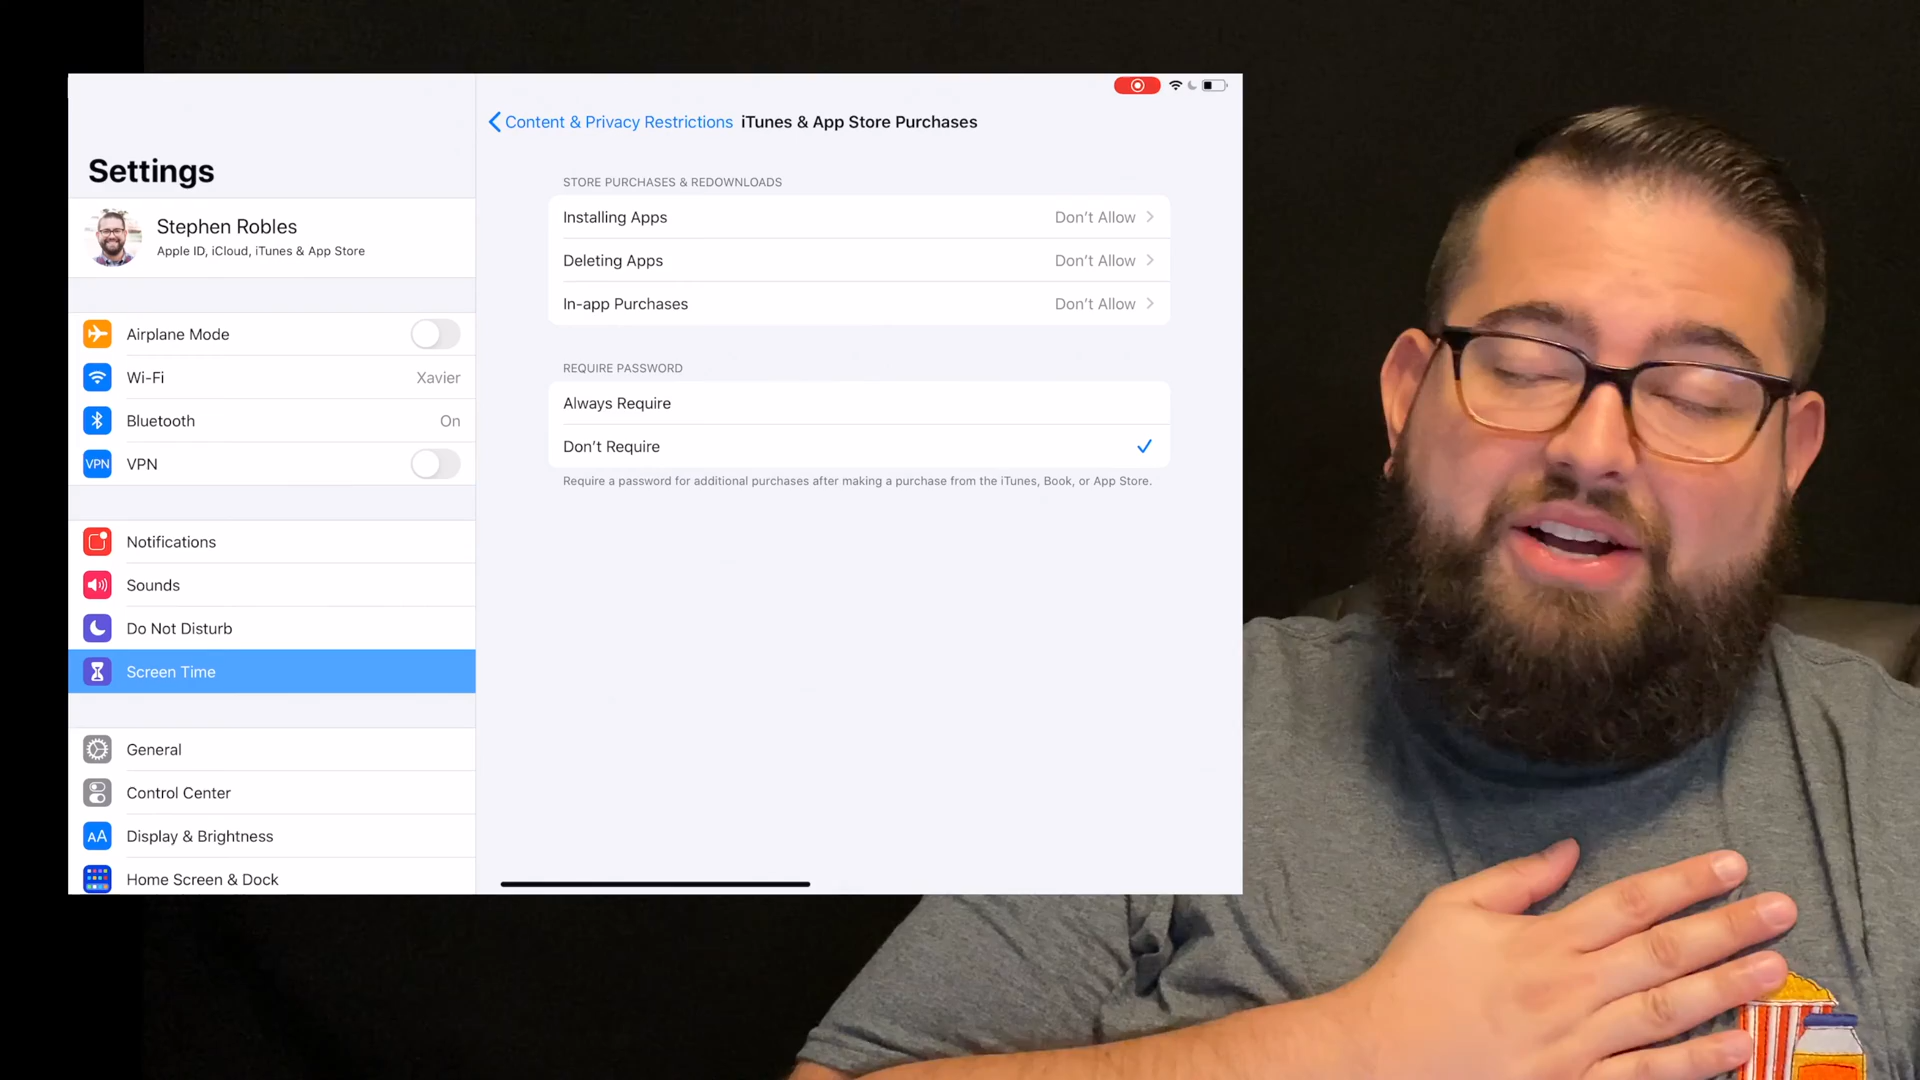 Content & Privacy Restrictions iTunes & App Store Purchases
Settings
Stephen Robles
Apple ID, iCloud, iTunes & App Store
Airplane Mode
Wi-Fi Xavier
Bluetooth On
VPN VPN
Notifications
Sounds
Do Not Disturb
Screen Time
General
Control Center
AA Display & Brightness
Home Screen & Dock
STORE PURCHASES & REDOWNLOADS
Installing Apps Don't Allow
Deleting Apps Don't Allow
In-app Purchases Don't Allow
REQUIRE PASSWORD
Always Require
Don't Require
Require a password for additional purchases after making a purchase from the iTunes, Book, or App Store.